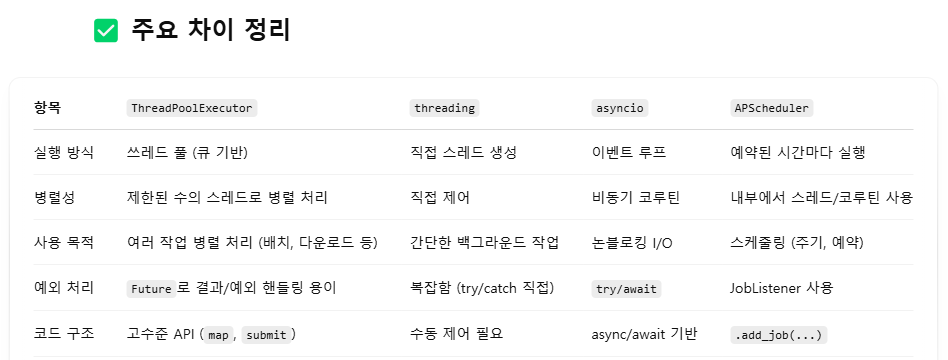 ✅ 주요 차이 정리
항목 ThreadPoolExecutor threading asyncio APScheduler
실행 방식 쓰레드 풀 (큐 기반) 직접 스레드 생성 이벤트 루프 예약된 시간마다 실행
병렬성 제한된 수의 스레드로 병렬 처리 직접 제어 비동기 코루틴 내부에서 스레드/코루틴 사용
사용 목적 여러 작업 병렬 처리 (배치, 다운로드 등) 간단한 백그라운드 작업 논블로킹 I/O 스케줄링 (주기, 예약)
예외 처리 Future로 결과/예외 핸들링 용이 복잡함 (try/catch 직접) try/await JobListener 사용
코드 구조 고수준 API (map, submit) 수동 제어 필요 async/await 기반 .add_job(...)